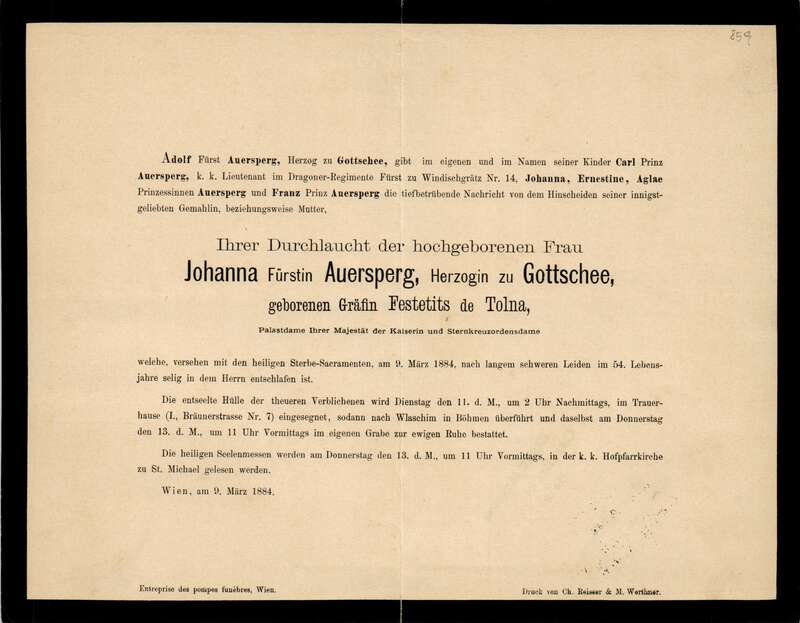 859
Adolf Fürst Auersperg, Herzog zu Gottschee, gibt im eigenen und im Namen seiner Kinder Carl Prinz
Auersperg, k. k. Lieutenant im Dragoner-Regimente Fürst zu Windischgrätz Nr. 14, Johanna, Ernestine, Aglae
Prinzessinnen Auersperg und Franz Prinz Auersperg die tiefbetrübende Nachricht von dem Hinscheiden seiner innigst-
geliebten Gemahlin, beziehungsweise Mutter,
Ihrer Durchlaucht der hochgeborenen Frau
Johanna Fürstin Auersperg, Herzogin zu Gottschee,
geborenen Gräfin Festetits de Tolna,
Palastdame Ihrer Majestät der Kaiserin und Sternkreuzordensdame
welche, versehen mit den heiligen Sterbe-Sacramenten, am 9. März 1884, nach langem schweren Leiden im 54. Lebens-
jahre selig in dem Herrn entschlafen ist.
Die entseelte Hülle der theueren Verblichenen wird Dienstag den 11. d. M., um 2 Uhr Nachmittags, im Trauer-
hause (I., Bräunerstrasse Nr. 7) eingesegnet, sodann nach Wlaschim in Böhmen überführt und daselbst am Donnerstag
den 13. d. M., um 11 Uhr Vormittags im eigenen Grabe zur ewigen Ruhe bestattet.
Die heiligen Seelenmessen werden am Donnerstag den 13. d. M., um 11 Uhr Vormittags, in der k. k. Hofpfarrkirche
zu St. Michael gelesen werden.
Wien, am 9. März 1884.
Entreprise des pompes funèbres, Wien.
Druck von Ch. Reisser & M. Werthner.